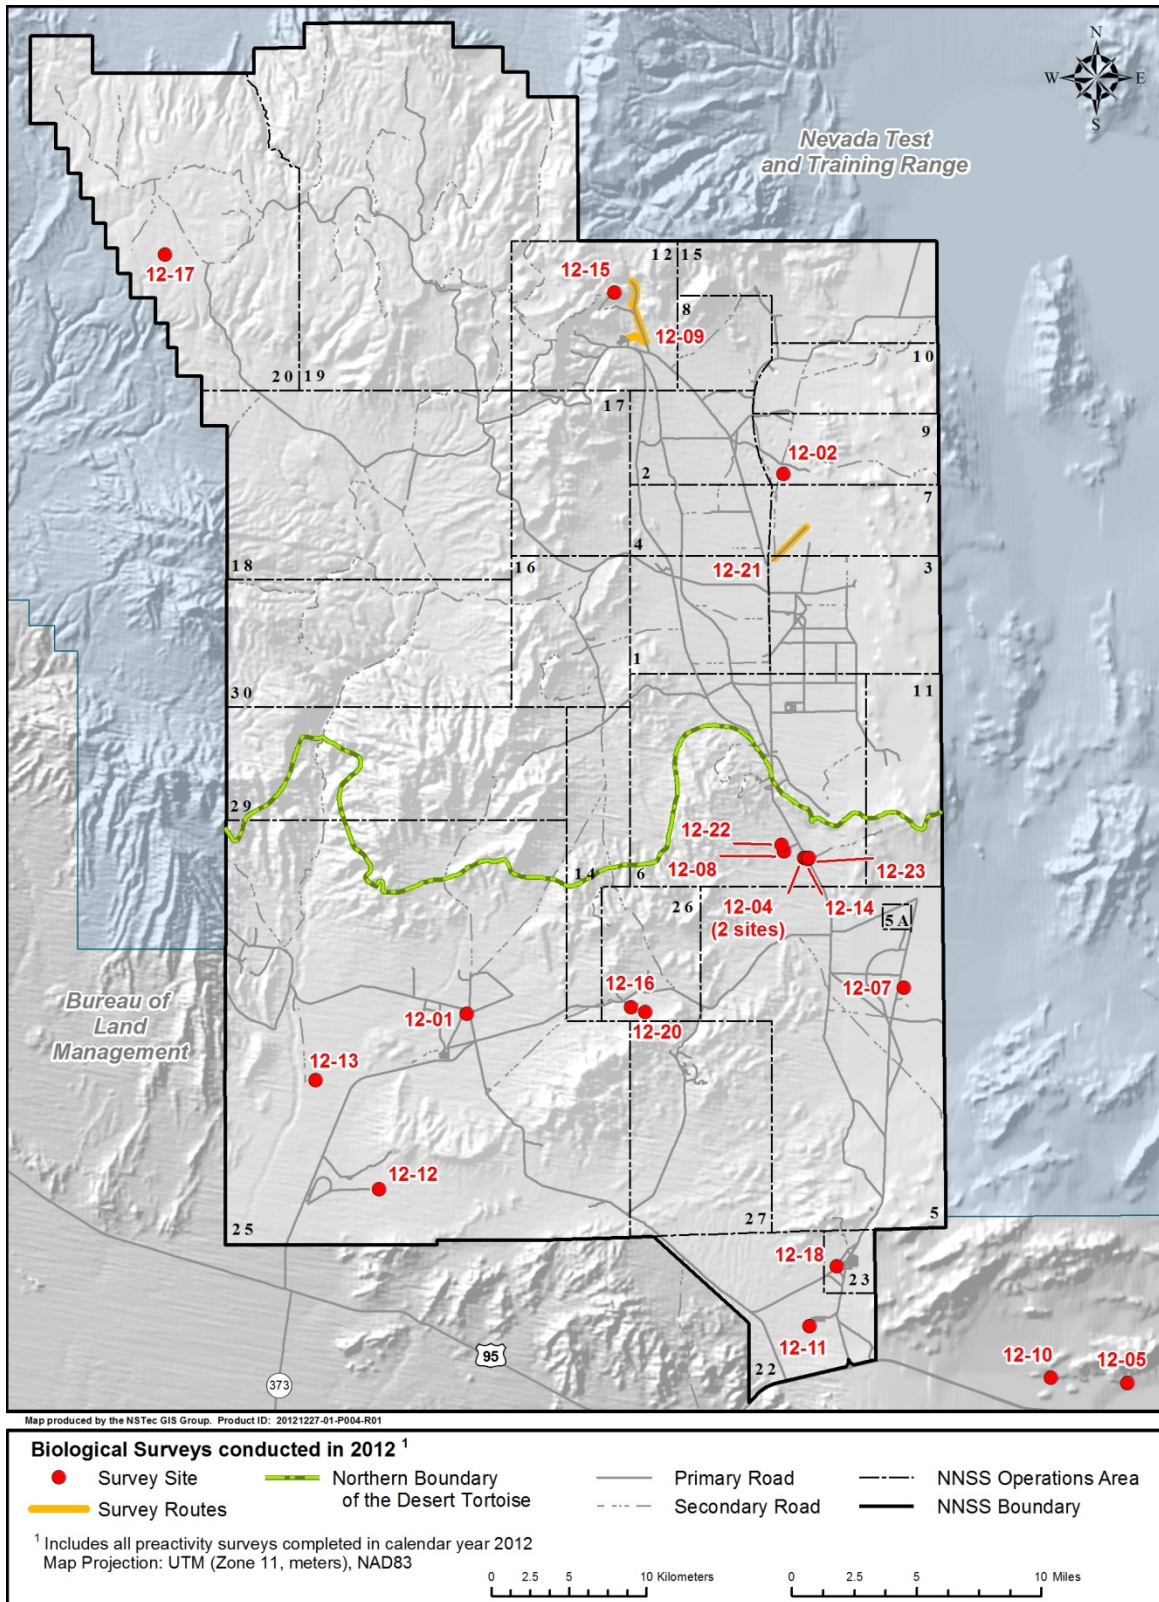 N
W E
S
Nevada Test
and Training Range
12-17
12-15
12 15
8
12-09
10
20 19
17
9
12-02
2
7
4
12-21
3
18
16
1
11
30
29
12-22
12-08
14
6
12-23
12-04
(2 sites)
12-14
26
5A
12-16
12-07
Bureau of
Land
Management
12-01
12-20
12-13
12-12
25
27
5
12-18
23
12-11
95
22
12-10
12-05
373
Map produced by the NSTec GIS Group. Product ID: 20121227-01-P004-R01
Biological Surveys conducted in 2012 1
Survey Site
Northern Boundary
of the Desert Tortoise
Primary Road
NNSS Operations Area
Survey Routes
Secondary Road
NNSS Boundary
1 Includes all preactivity surveys completed in calendar year 2012
Map Projection: UTM (Zone 11, meters), NAD83
0 2.5 5 10 Kilometers
0 2.5 5 10 Miles